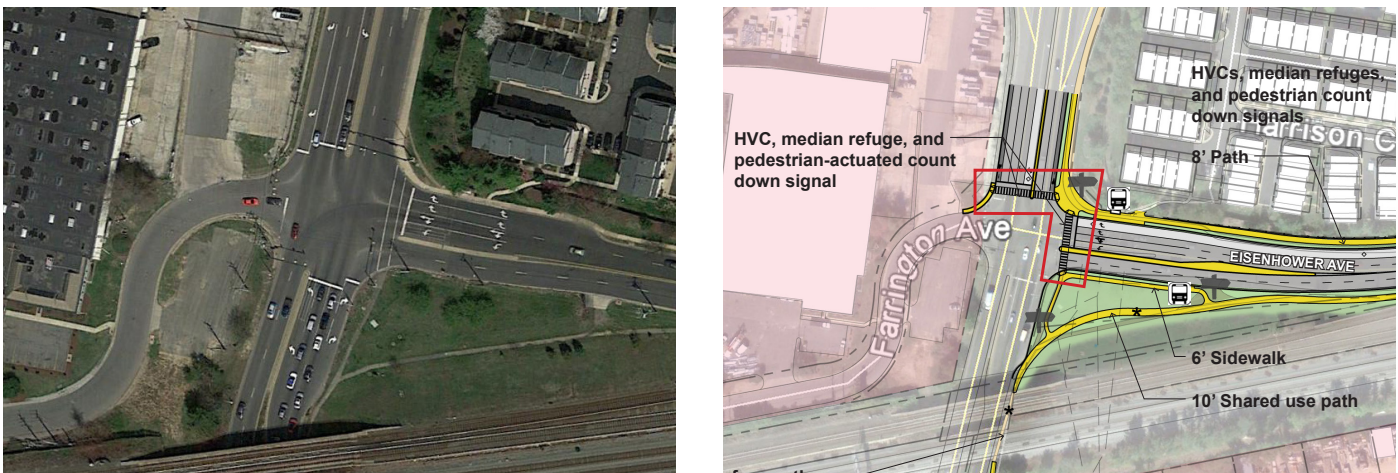 HVCs, median refuges,
and pedestrian count
down signals
Harrison C
8' Path
HVC, median refuge, and
pedestrian-actuated count
down signal
Farrington Ave
EISENHOWER AVE
*
6' Sidewalk
10' Shared use path
*